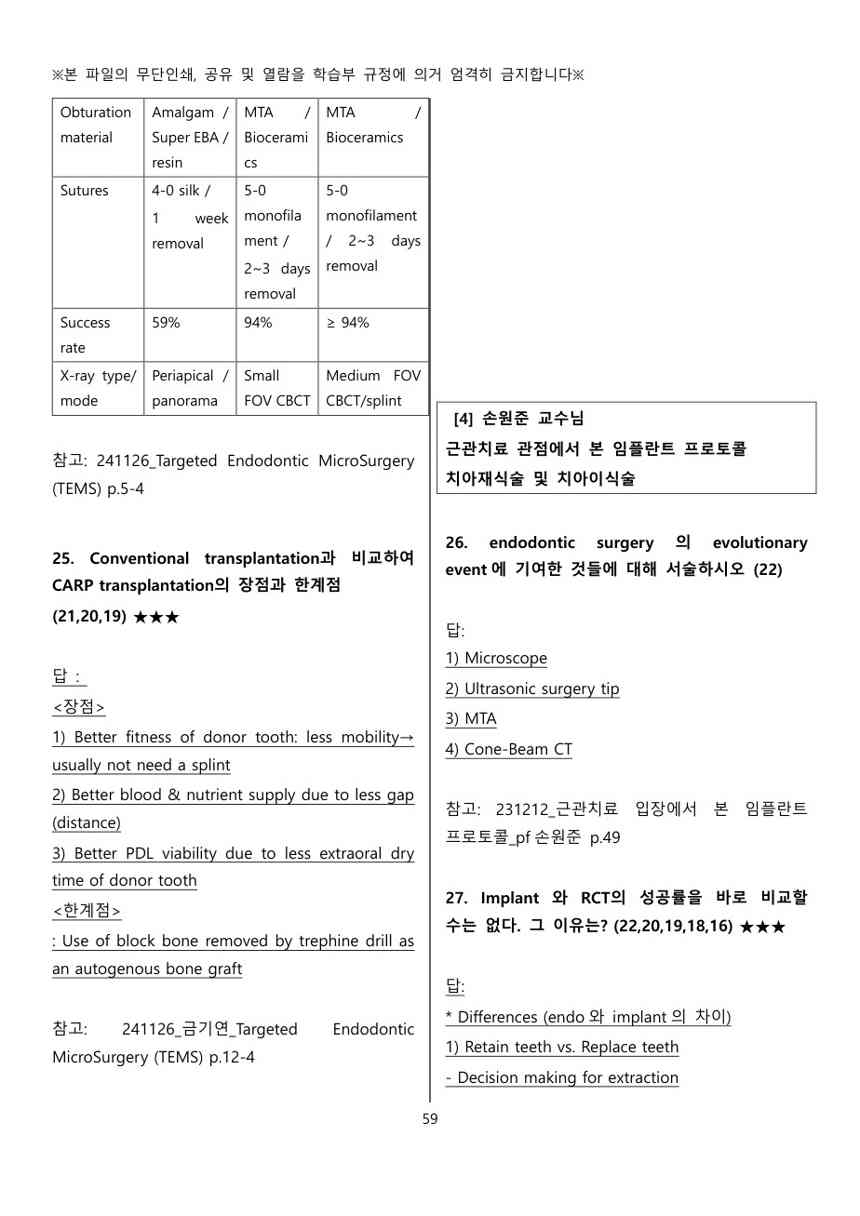 ※본 파일의 무단인쇄, 공유 및 열람을 학습부 규정에 의거 엄격히 금지합니다※
Obturation Amalgam / MTA / MTA /
material Super EBA / Biocerami Bioceramics
resin cs
Sutures 4-0 silk / 5-0 5-0
1 week monofila monofilament
removal ment / / 2~3 days
2~3 days removal
removal
Success 59% 94% ≥ 94%
rate
X-ray type/ Periapical / Small Medium FOV
mode panorama FOV CBCT CBCT/splint
참고: 241126_Targeted Endodontic MicroSurgery
(TEMS) p.5-4
25. Conventional transplantation과 비교하여
CARP transplantation의 장점과 한계점
(21,20,19) ★★★
답 :
<장점>
1) Better fitness of donor tooth: less mobility→
usually not need a splint
2) Better blood & nutrient supply due to less gap
(distance)
3) Better PDL viability due to less extraoral dry
time of donor tooth
<한계점>
: Use of block bone removed by trephine drill as
an autogenous bone graft
참고: 241126_금기연_Targeted Endodontic
MicroSurgery (TEMS) p.12-4
[4] 손원준 교수님
근관치료 관점에서 본 임플란트 프로토콜
치아재식술 및 치아이식술
26. endodontic surgery 의 evolutionary
event 에 기여한 것들에 대해 서술하시오 (22)
답:
1) Microscope
2) Ultrasonic surgery tip
3) MTA
4) Cone-Beam CT
참고: 231212_근관치료 입장에서 본 임플란트
프로토콜_pf 손원준 p.49
27. Implant 와 RCT의 성공률을 바로 비교할
수는 없다. 그 이유는? (22,20,19,18,16) ★★★
답:
* Differences (endo 와 implant 의 차이)
1) Retain teeth vs. Replace teeth
- Decision making for extraction
59